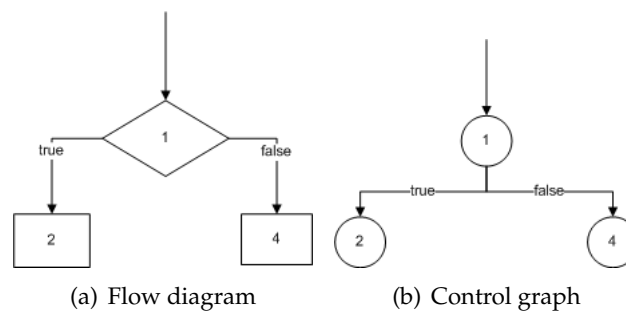 1
true
false
2
4
(a) Flow diagram
1
true
false
2
4
(b) Control graph